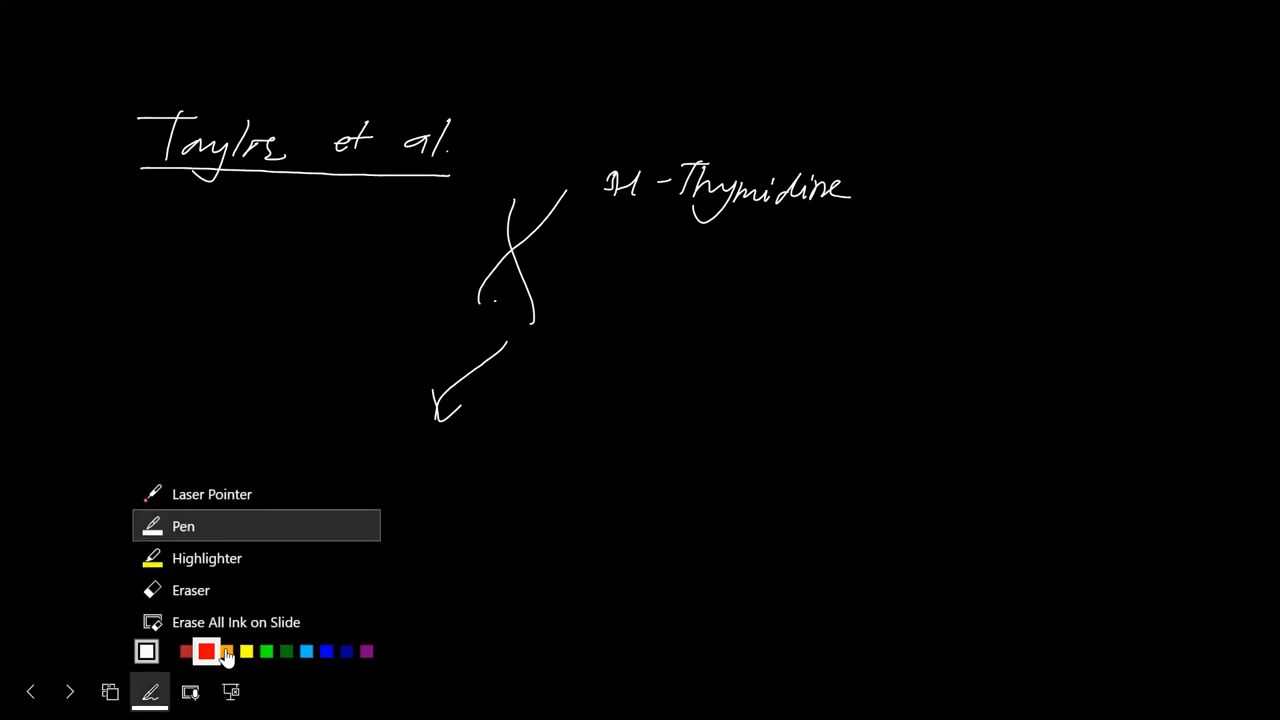 Taylor et al.
³H - Thymidine
Laser Pointer
Pen
Highlighter
Eraser
Erase All Ink on Slide